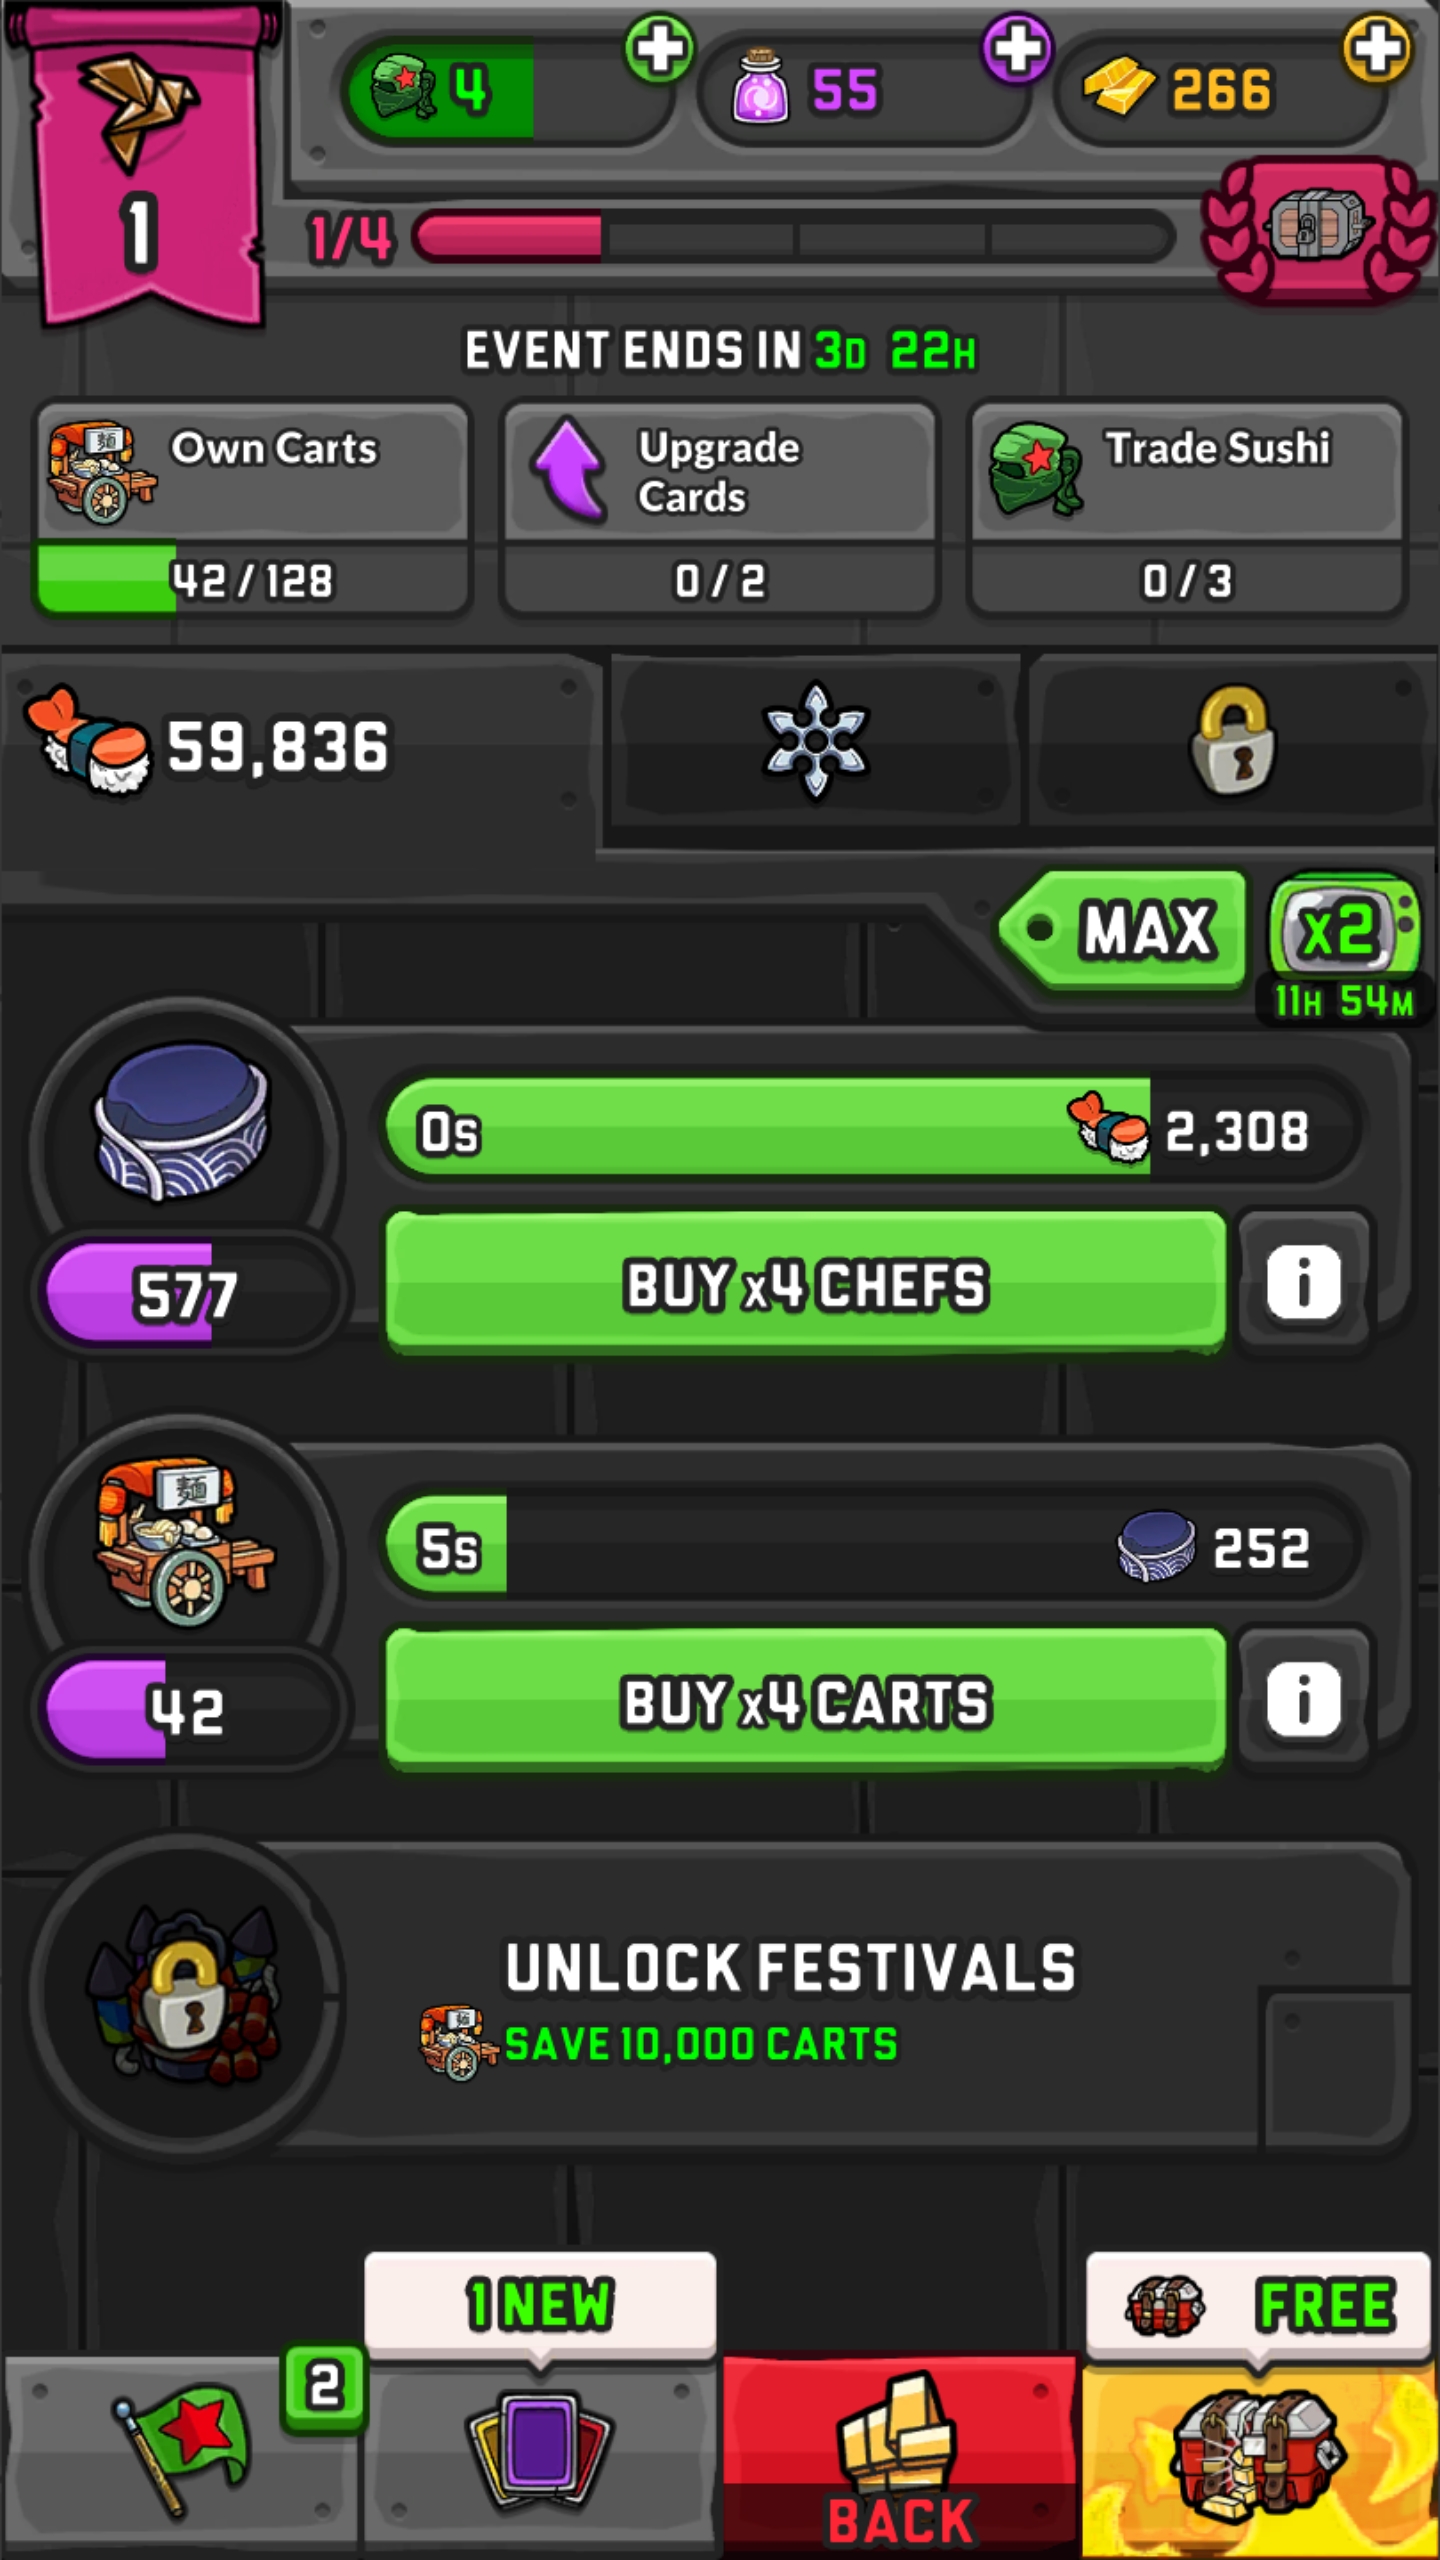 4
55
266
1
1/4
EVENT ENDS IN 3D 22H
Own Carts
42/128
Upgrade
Cards
0/2
Trade Sushi
0/3
59,836
MAX
x2
11H 54M
0s
2,308
577
BUY x4 CHEFS
i
麺
5s
252
42
BUY x4 CARTS
i
UNLOCK FESTIVALS
SAVE 10,000 CARTS
1 NEW
FREE
2
BACK